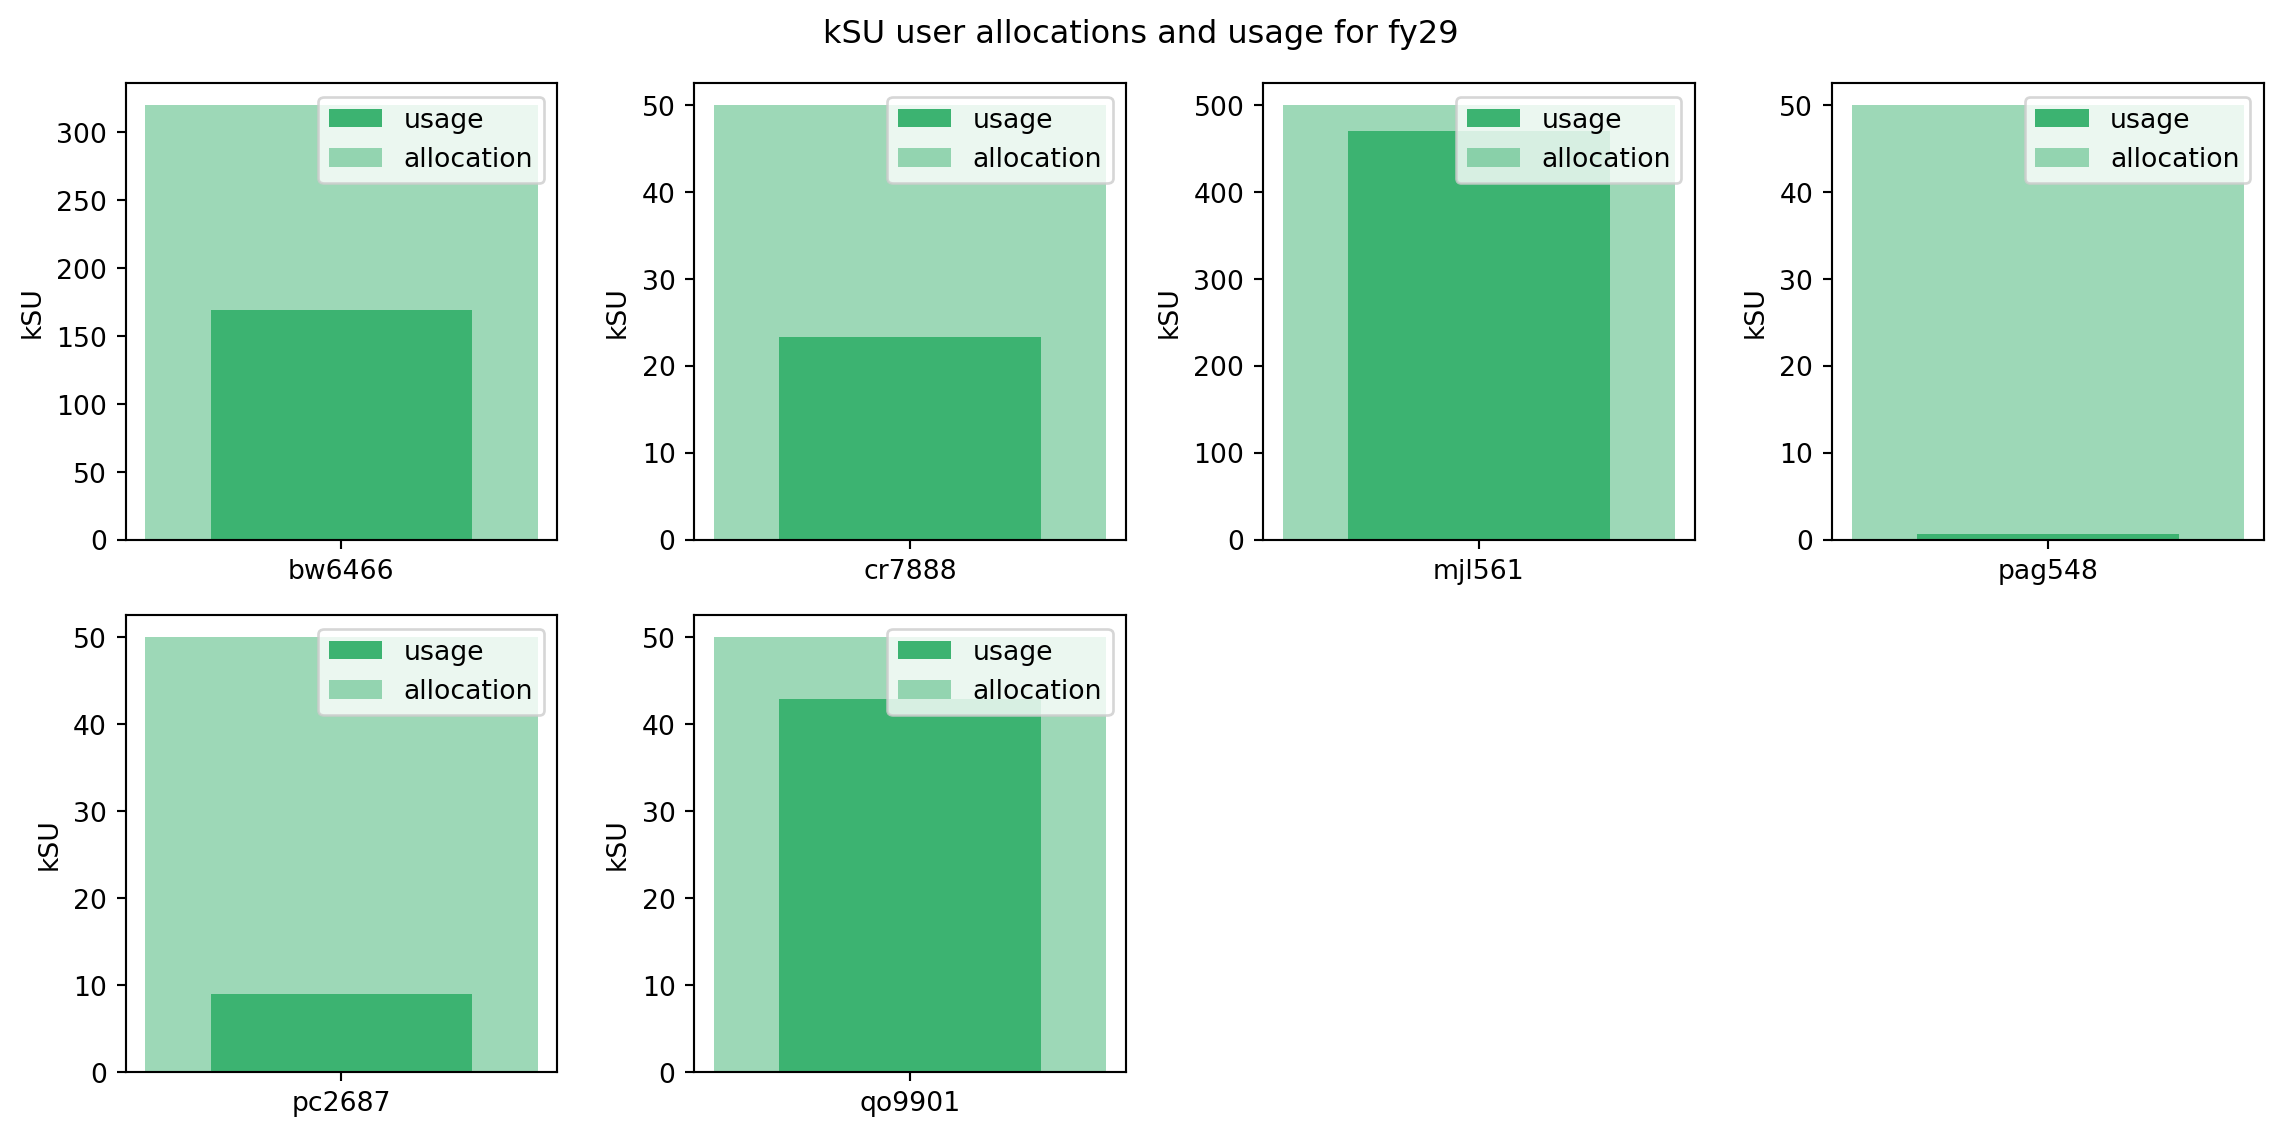 kSU user allocations and usage for fy29
kSU
300
250
200
150
100
50
0
usage
allocation
bw6466
kSU
50
40
30
20
10
0
usage
allocation
cr7888
kSU
500
400
300
200
100
0
usage
allocation
mjl561
kSU
50
40
30
20
10
0
usage
allocation
pag548
kSU
50
40
30
20
10
0
usage
allocation
pc2687
kSU
50
40
30
20
10
0
usage
allocation
qo9901